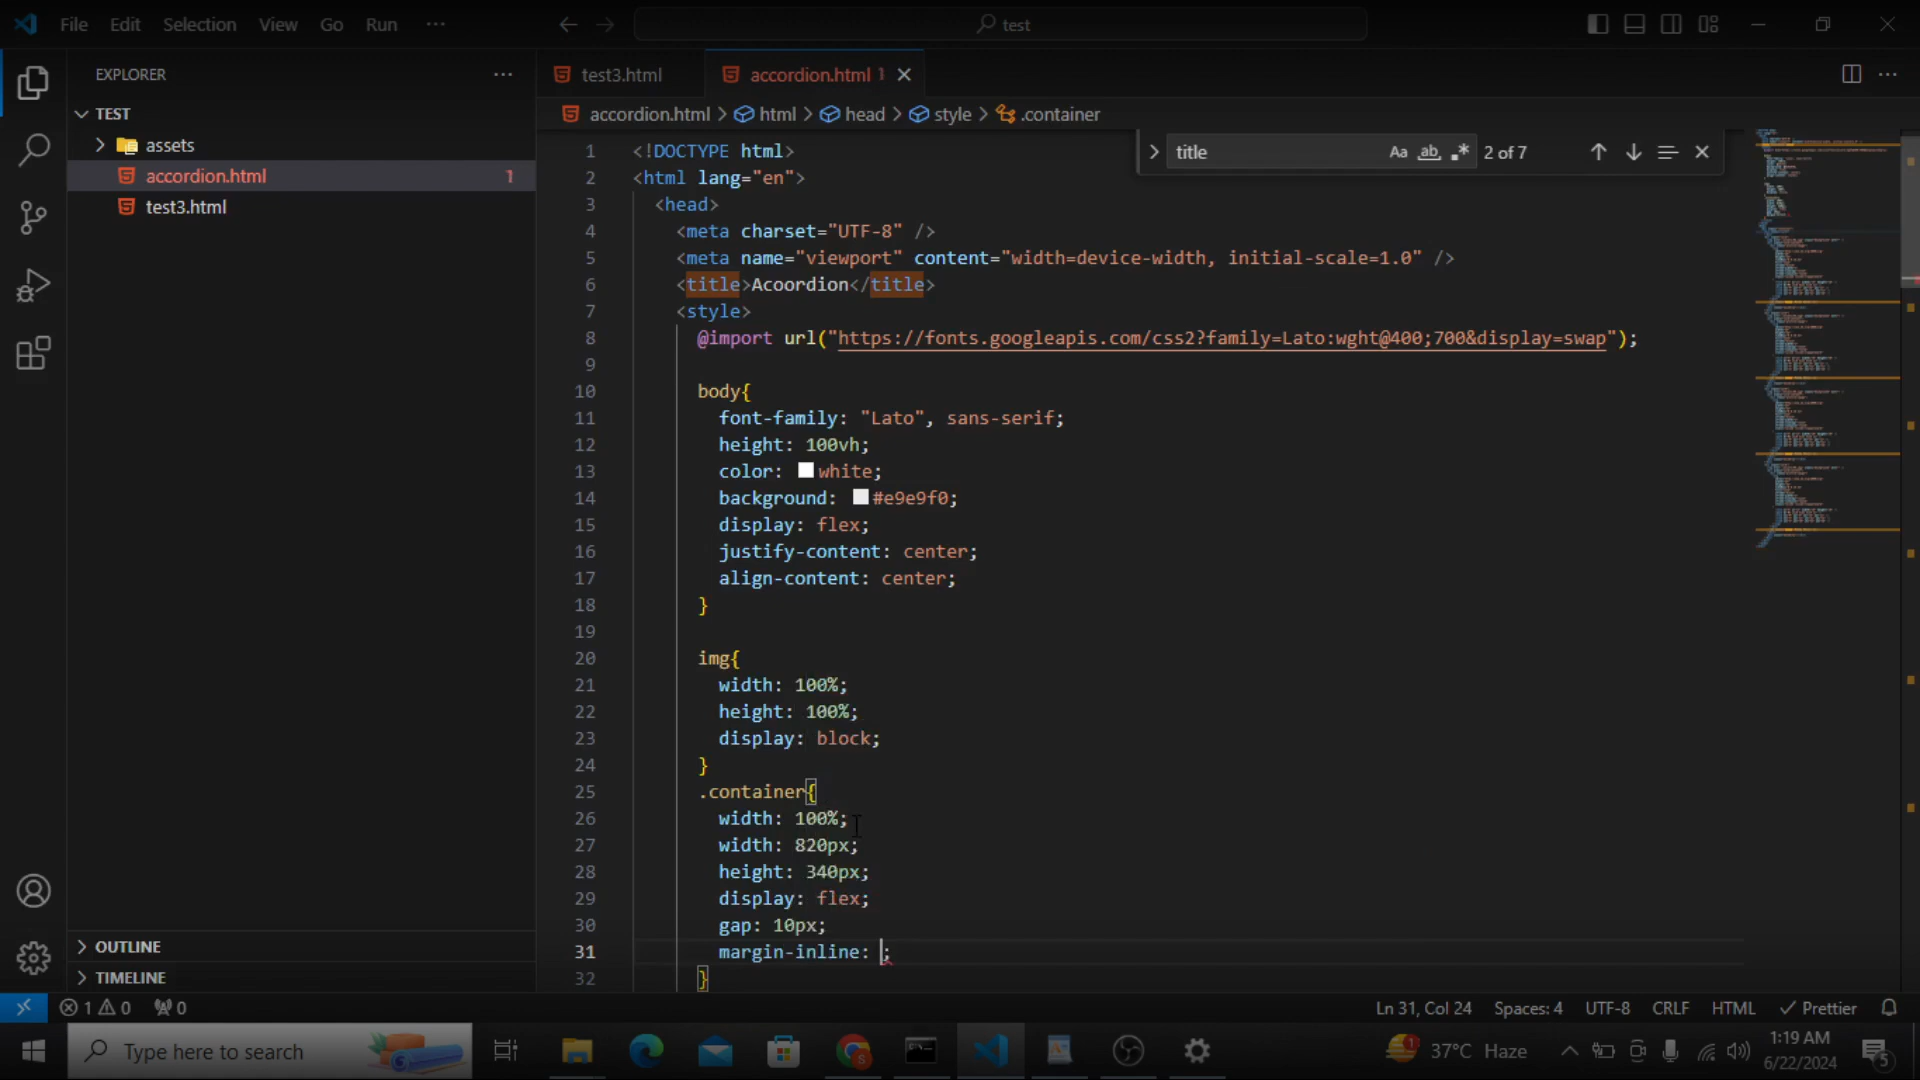 File Edit Selection View Go Run ··· test
EXPLORER ···
TEST
assets
accordion.html 1
test3.html
OUTLINE
TIMELINE
test3.html accordion.html 1
accordion.html > html > head > style > .container
title Aa ab .* 2 of 7
1 <!DOCTYPE html>
2 <html lang="en">
3 <head>
4 <meta charset="UTF-8" />
5 <meta name="viewport" content="width=device-width, initial-scale=1.0" />
6 <title>Acoordion</title>
7 <style>
8 @import url("https://fonts.googleapis.com/css2?family=Lato:wght@400;700&display=swap");
9
10 body{
11 font-family: "Lato", sans-serif;
12 height: 100vh;
13 color: white;
14 background: #e9e9f0;
15 display: flex;
16 justify-content: center;
17 align-content: center;
18 }
19
20 img{
21 width: 100%;
22 height: 100%;
23 display: block;
24 }
25 .container{
26 width: 100%;
27 width: 820px;
28 height: 340px;
29 display: flex;
30 gap: 10px;
31 margin-inline: ;
32 }
1 0 0 Ln 31, Col 24 Spaces: 4 UTF-8 CRLF HTML Prettier
Type here to search 1 37°C Haze 1:19 AM
6/22/2024 5